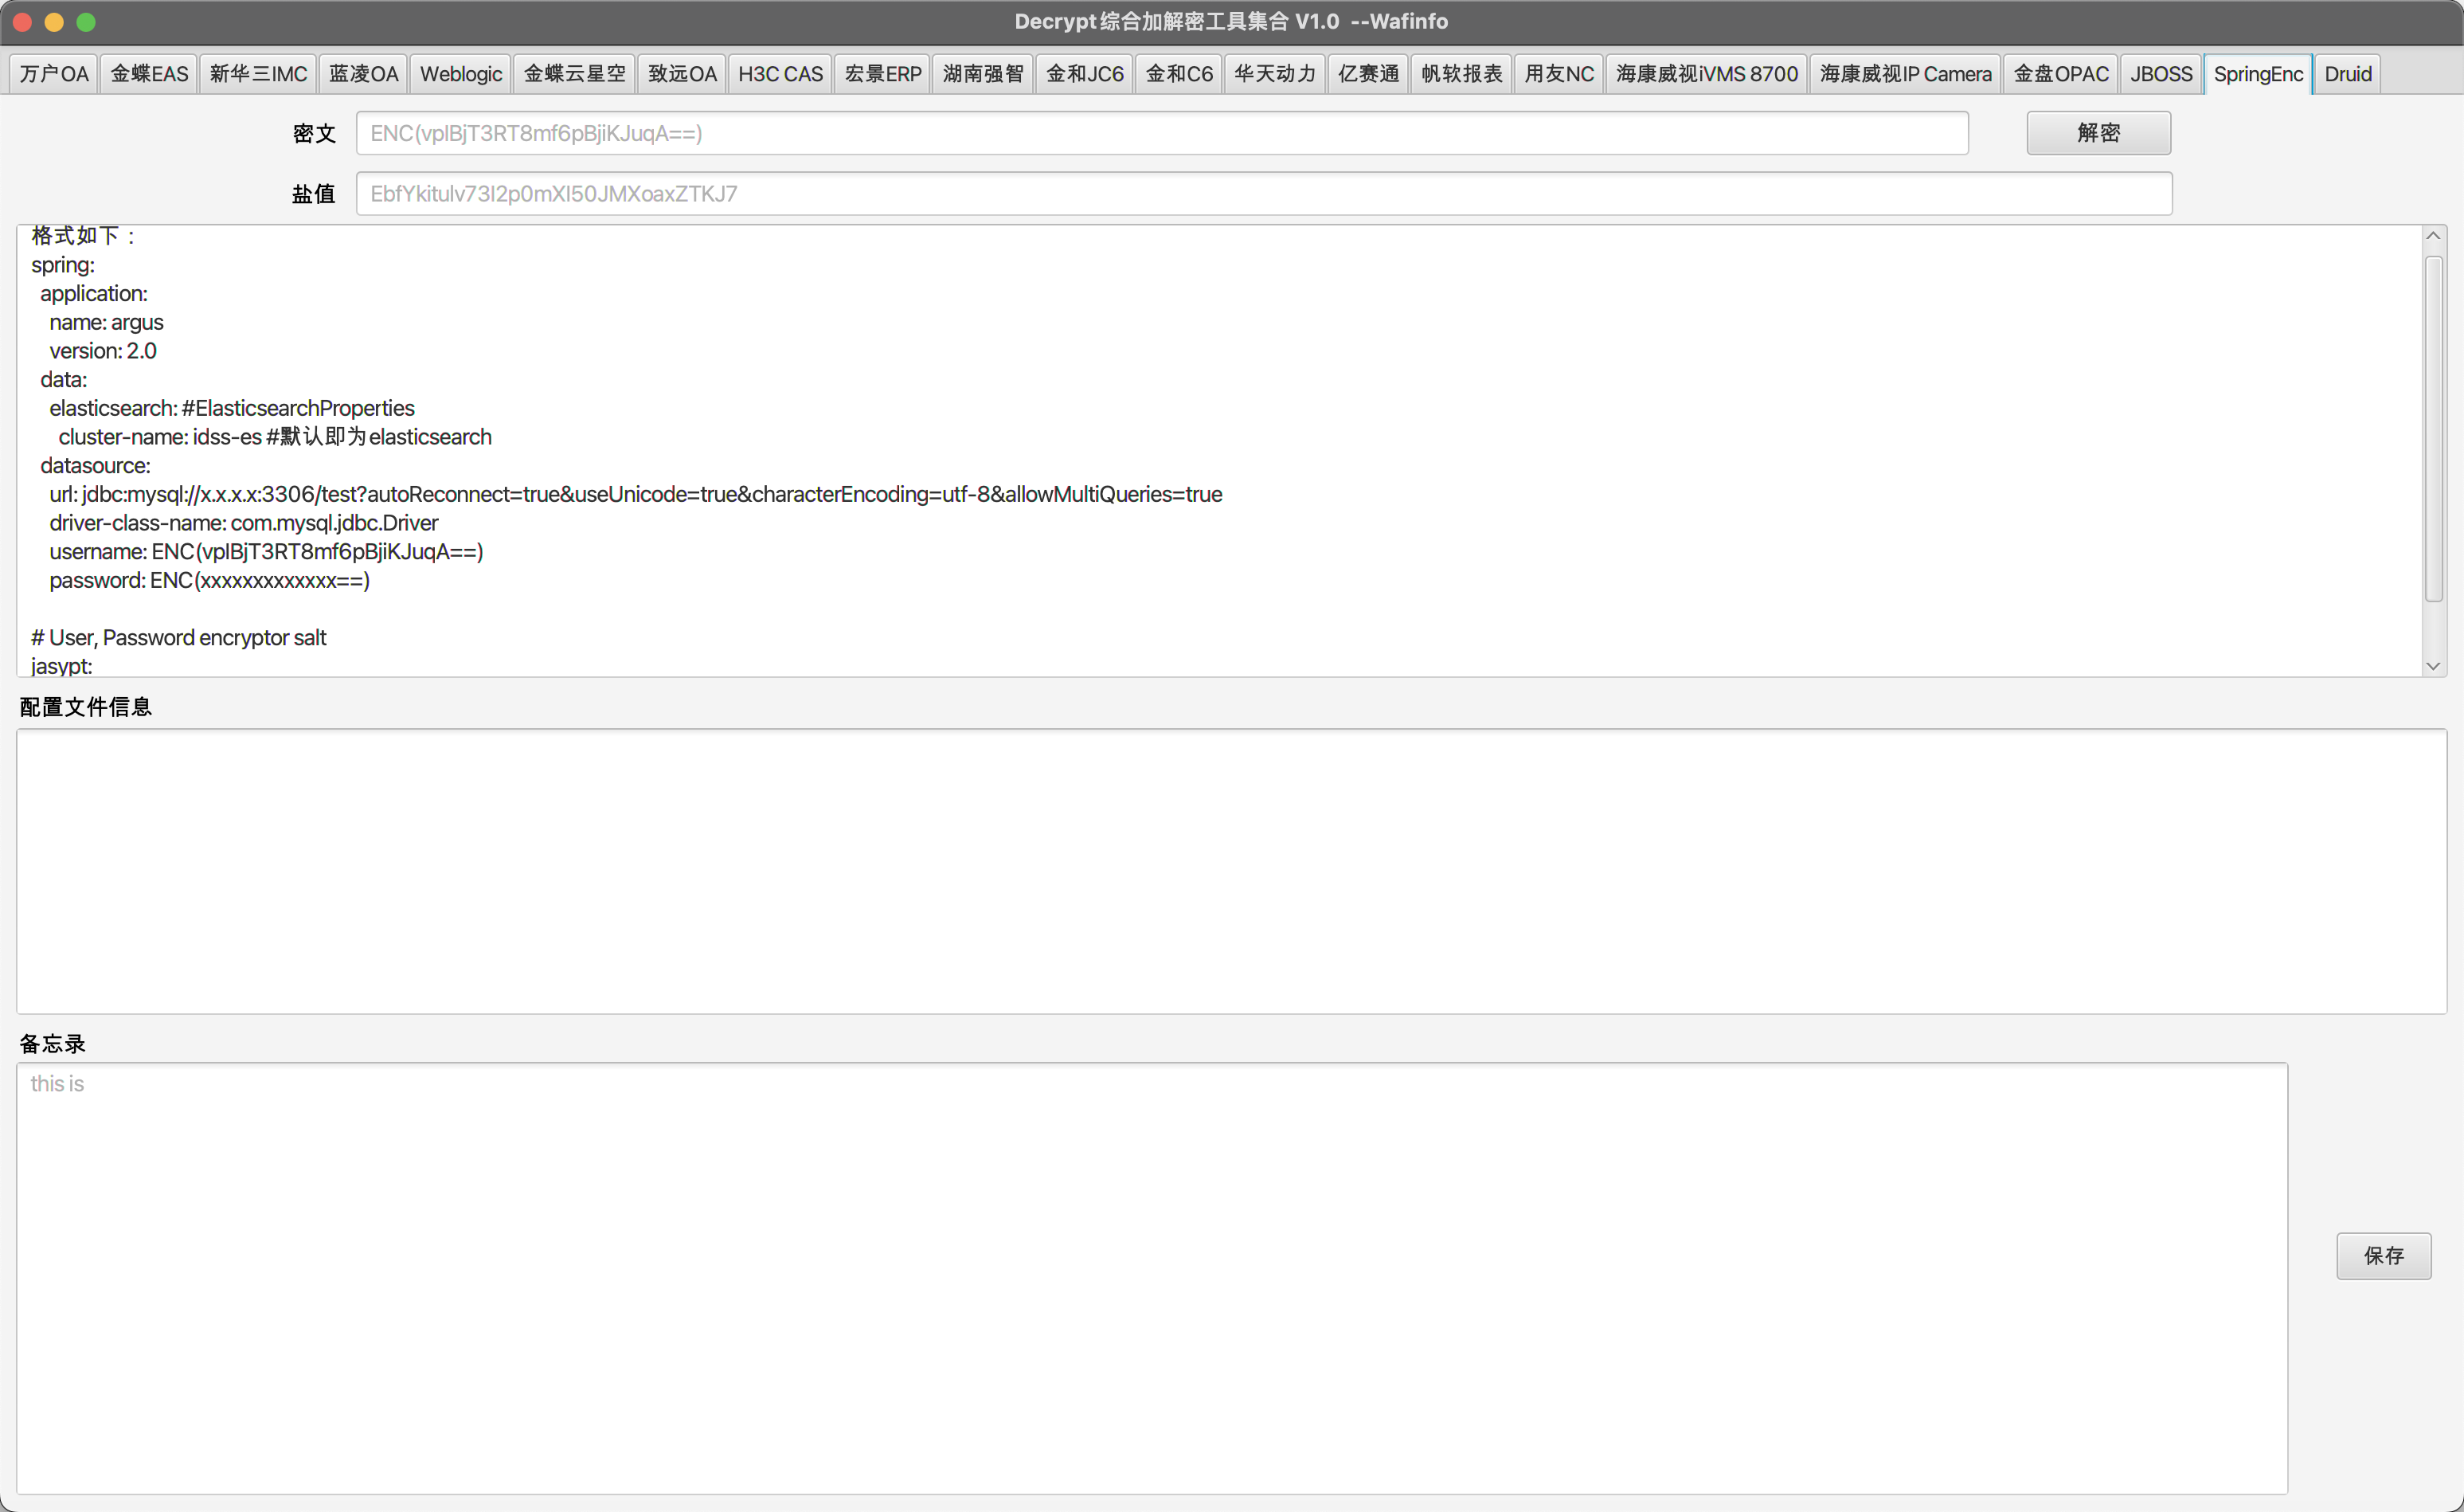 Decrypt综合加解密工具集合 V1.0 --Wafinfo
万户OA 金蝶EAS 新华三IMC 蓝凌OA Weblogic 金蝶云星空 致远OA H3C CAS 宏景ERP 湖南强智 金和JC6 金和C6 华天动力 亿赛通 帆软报表 用友NC 海康威视iVMS 8700 海康威视IP Camera 金盘OPAC JBOSS SpringEnc Druid
密文 ENC(vpIBjT3RT8mf6pBjiKJuqA==) 解密
盐值 EbfYkitulv73I2p0mXI50JMXoaxZTKJ7
格式如下：
spring:
  application:
    name: argus
    version: 2.0
  data:
    elasticsearch: #ElasticsearchProperties
      cluster-name: idss-es #默认即为elasticsearch
  datasource:
    url: jdbc:mysql://x.x.x.x:3306/test?autoReconnect=true&useUnicode=true&characterEncoding=utf-8&allowMultiQueries=true
    driver-class-name: com.mysql.jdbc.Driver
    username: ENC(vpIBjT3RT8mf6pBjiKJuqA==)
    password: ENC(xxxxxxxxxxxxx==)
# User, Password encryptor salt
jasypt:
配置文件信息
备忘录
this is
保存